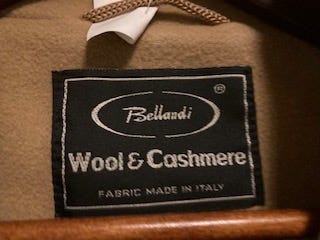 Bellandi ®
Wool & Cashmere
FABRIC MADE IN ITALY